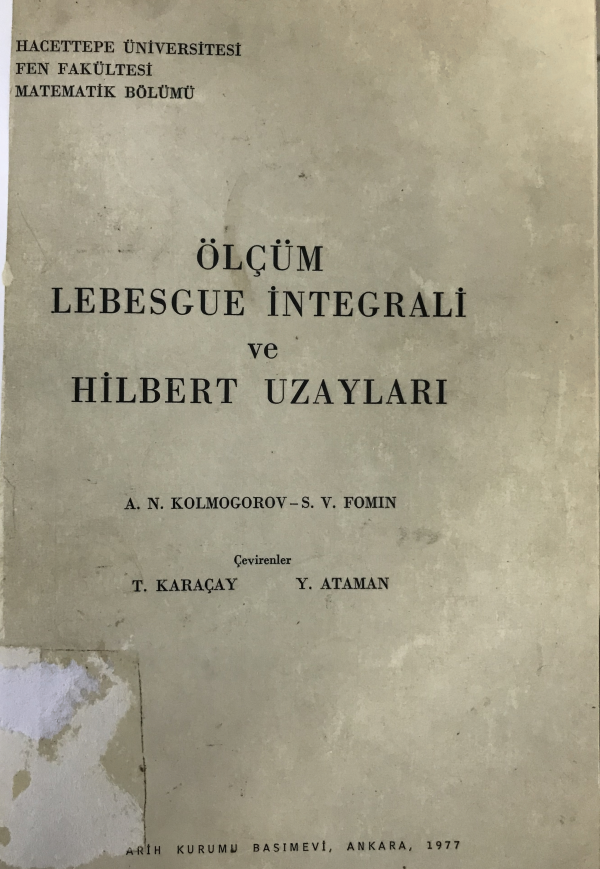 HACETTEPE ÜNİVERSİTESİ
FEN FAKÜLTESİ
MATEMATİK BÖLÜMÜ
ÖLÇÜM
LEBESGUE İNTEGRALİ
ve
HİLBERT UZAYLARI
A. N. KOLMOGOROV – S. V. FOMIN
Çevirenler
T. KARAÇAY Y. ATAMAN
ARİH KURUMU BASIMEVİ, ANKARA, 1977